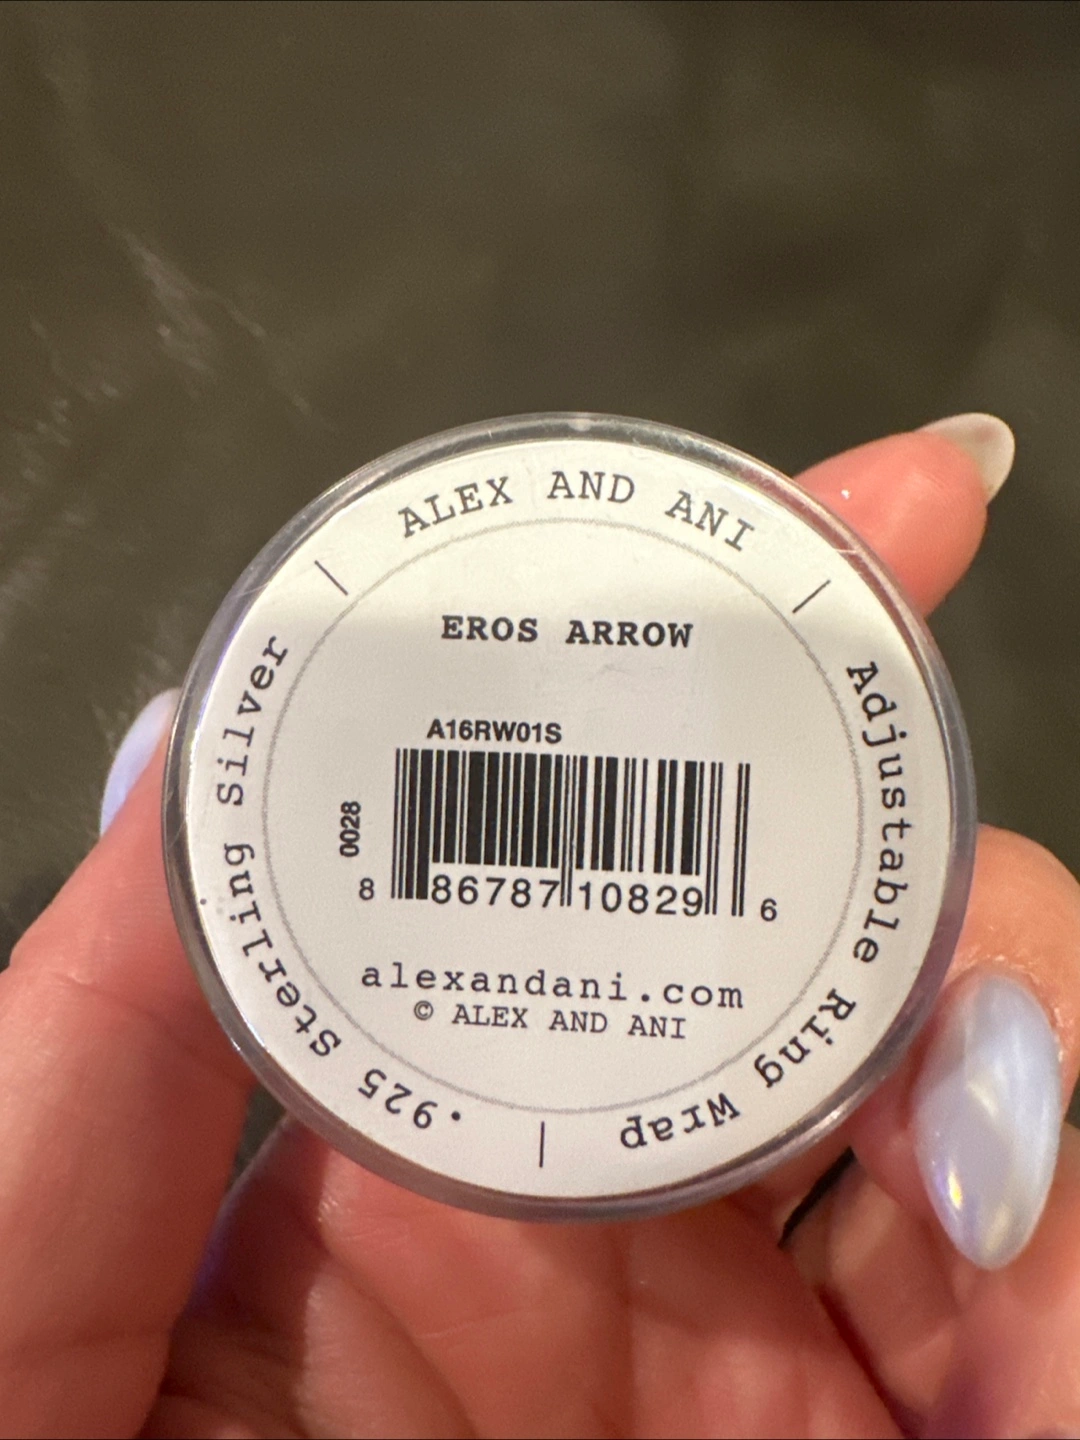 ALEX AND ANI
| Adjustable Ring Wrap |
.925 Sterling Silver |
EROS ARROW
A16RW01S
0028
8 86787 10829 6
alexandani.com
© ALEX AND ANI